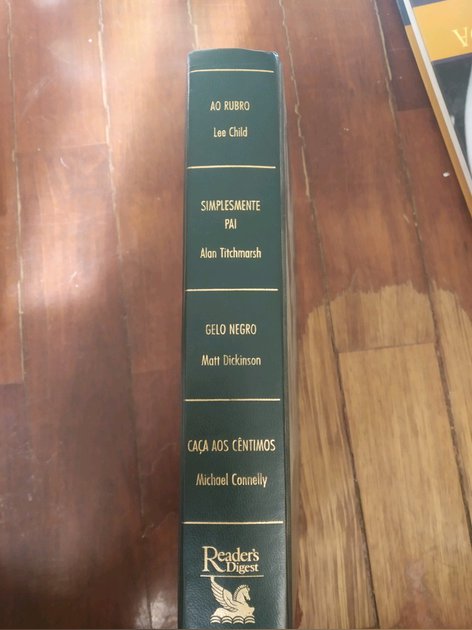 AO RUBRO
Lee Child
SIMPLESMENTE
PAI
Alan Titchmarsh
GELO NEGRO
Matt Dickinson
CAÇA AOS CÊNTIMOS
Michael Connelly
Reader's
Digest